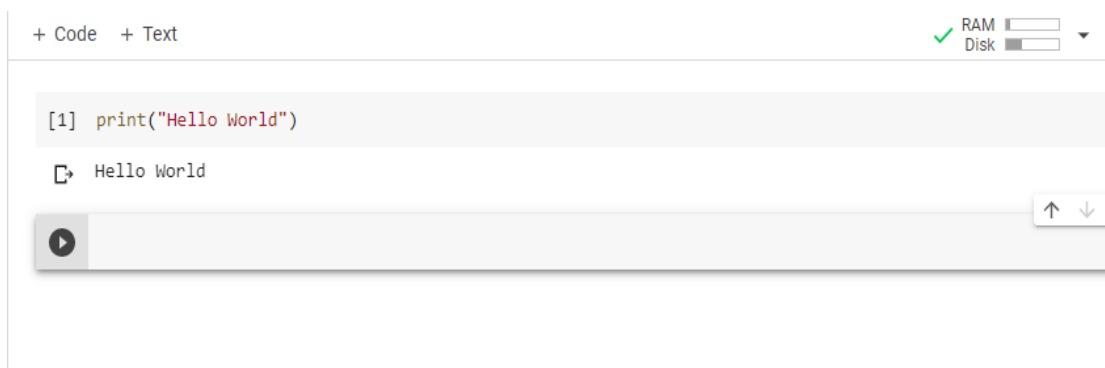 + Code + Text
RAM
Disk
[1] print("Hello World")
Hello World